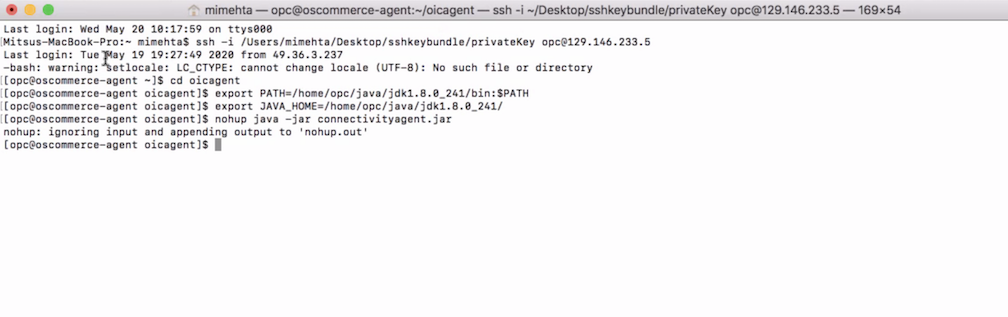 mimehta — opc@oscommerce-agent:~/oicagent — ssh -i ~/Desktop/sshkeybundle/privateKey opc@129.146.233.5 — 169×54
Last login: Wed May 20 10:17:59 on ttys000
[Mitsus-MacBook-Pro:~ mimehta$ ssh -i /Users/mimehta/Desktop/sshkeybundle/privateKey opc@129.146.233.5
Last login: Tue May 19 19:27:49 2020 from 49.36.3.237
-bash: warning: setlocale: LC_CTYPE: cannot change locale (UTF-8): No such file or directory
[[opc@oscommerce-agent ~]$ cd oicagent
[[opc@oscommerce-agent oicagent]$ export PATH=/home/opc/java/jdk1.8.0_241/bin:$PATH
[[opc@oscommerce-agent oicagent]$ export JAVA_HOME=/home/opc/java/jdk1.8.0_241/
[[opc@oscommerce-agent oicagent]$ nohup java -jar connectivityagent.jar
nohup: ignoring input and appending output to 'nohup.out'
[opc@oscommerce-agent oicagent]$